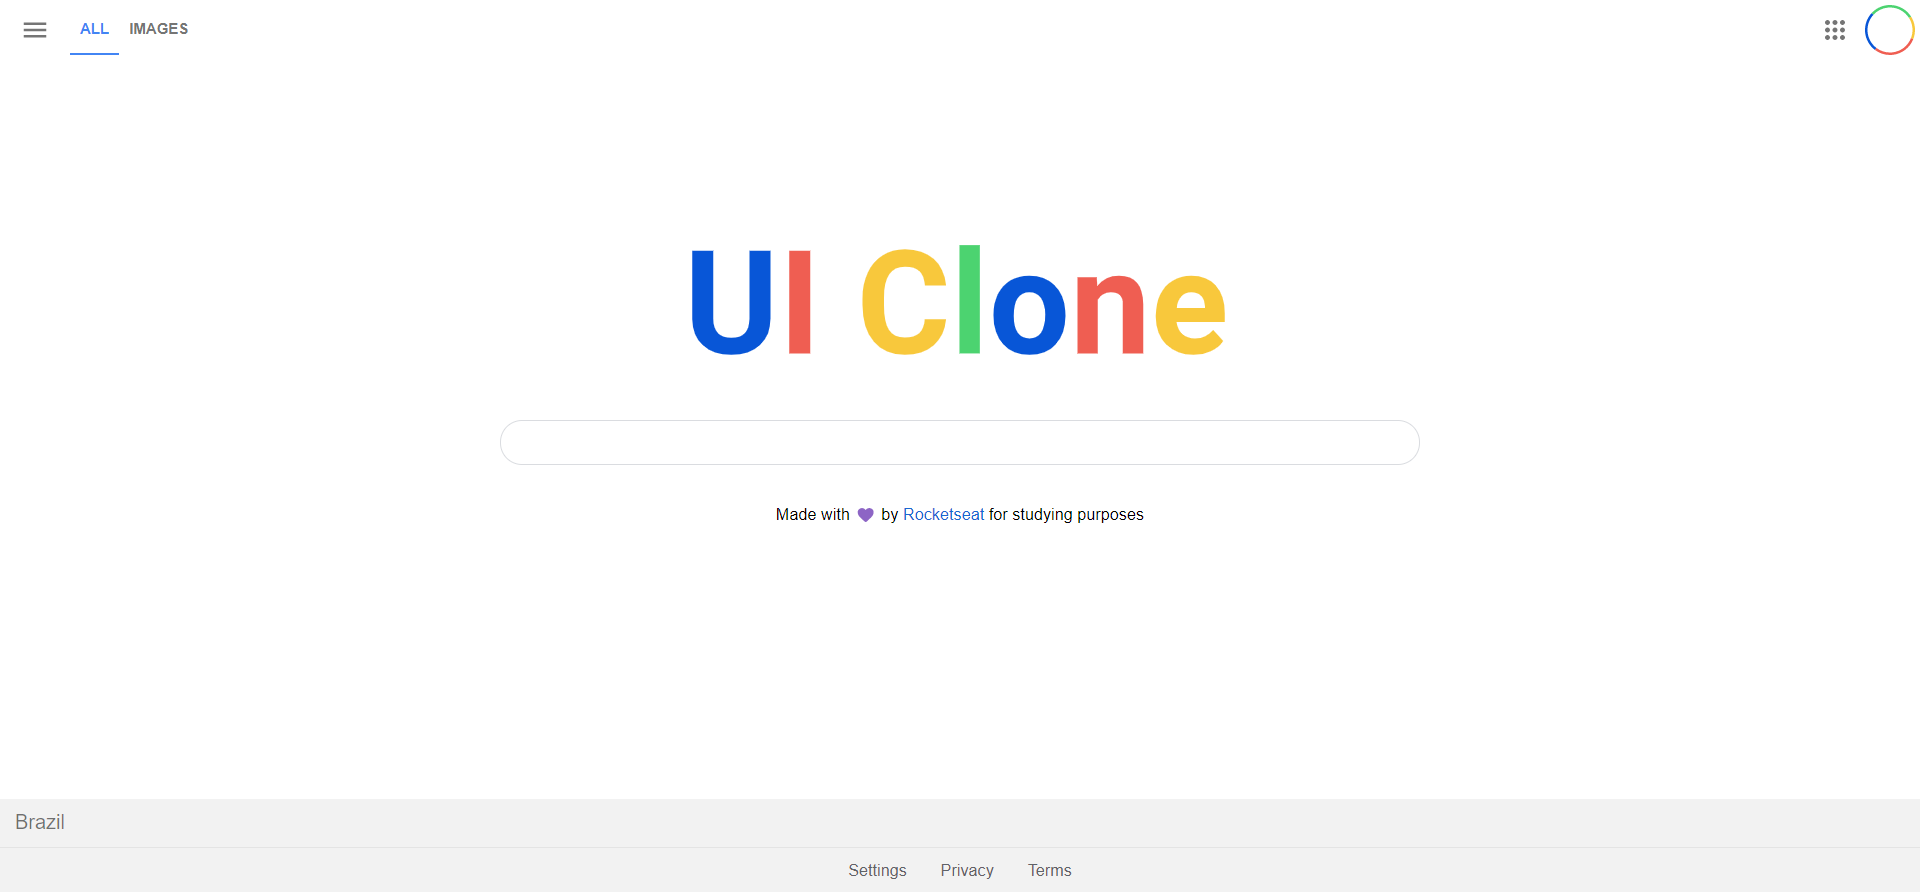 ALL IMAGES
UI Clone
Made with 💜 by Rocketseat for studying purposes
Brazil
Settings Privacy Terms